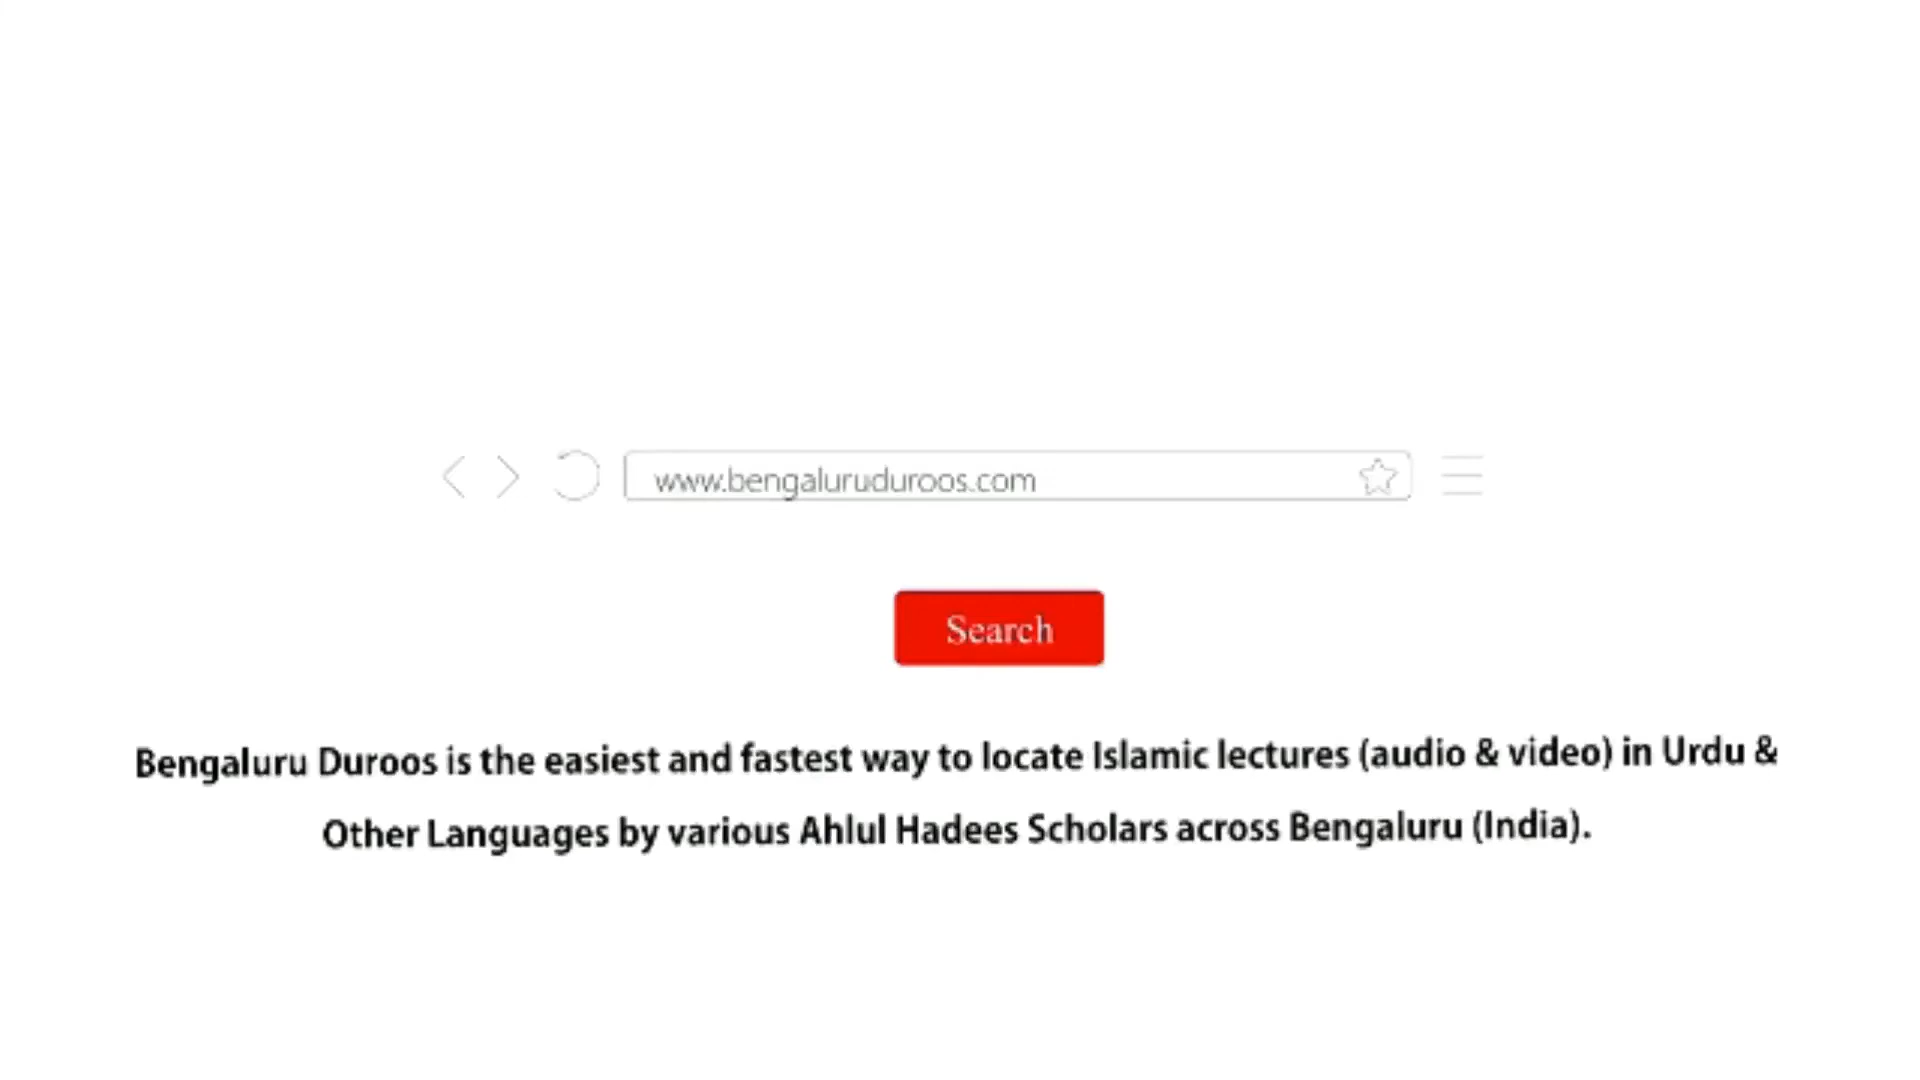 www.bengaluruduroos.com
Search
Bengaluru Duroos is the easiest and fastest way to locate Islamic lectures (audio & video) in Urdu &
Other Languages by various Ahlul Hadees Scholars across Bengaluru (India).